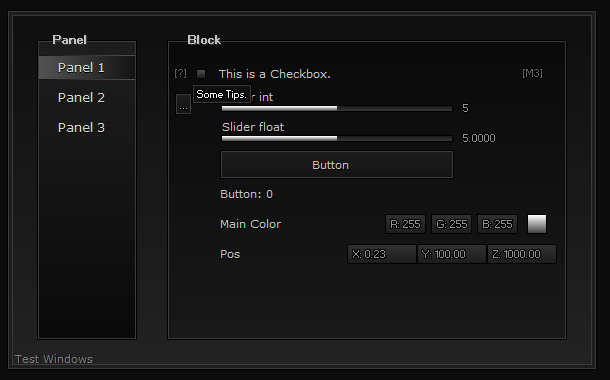 Panel
Block
Panel 1
Panel 2
Panel 3
[?] This is a Checkbox. [M3]
Some Tips.
... r int 5
Slider float
5.0000
Button
Button: 0
Main Color R: 255 G: 255 B: 255
Pos X: 0.23 Y: 100.00 Z: 1000.00
Test Windows